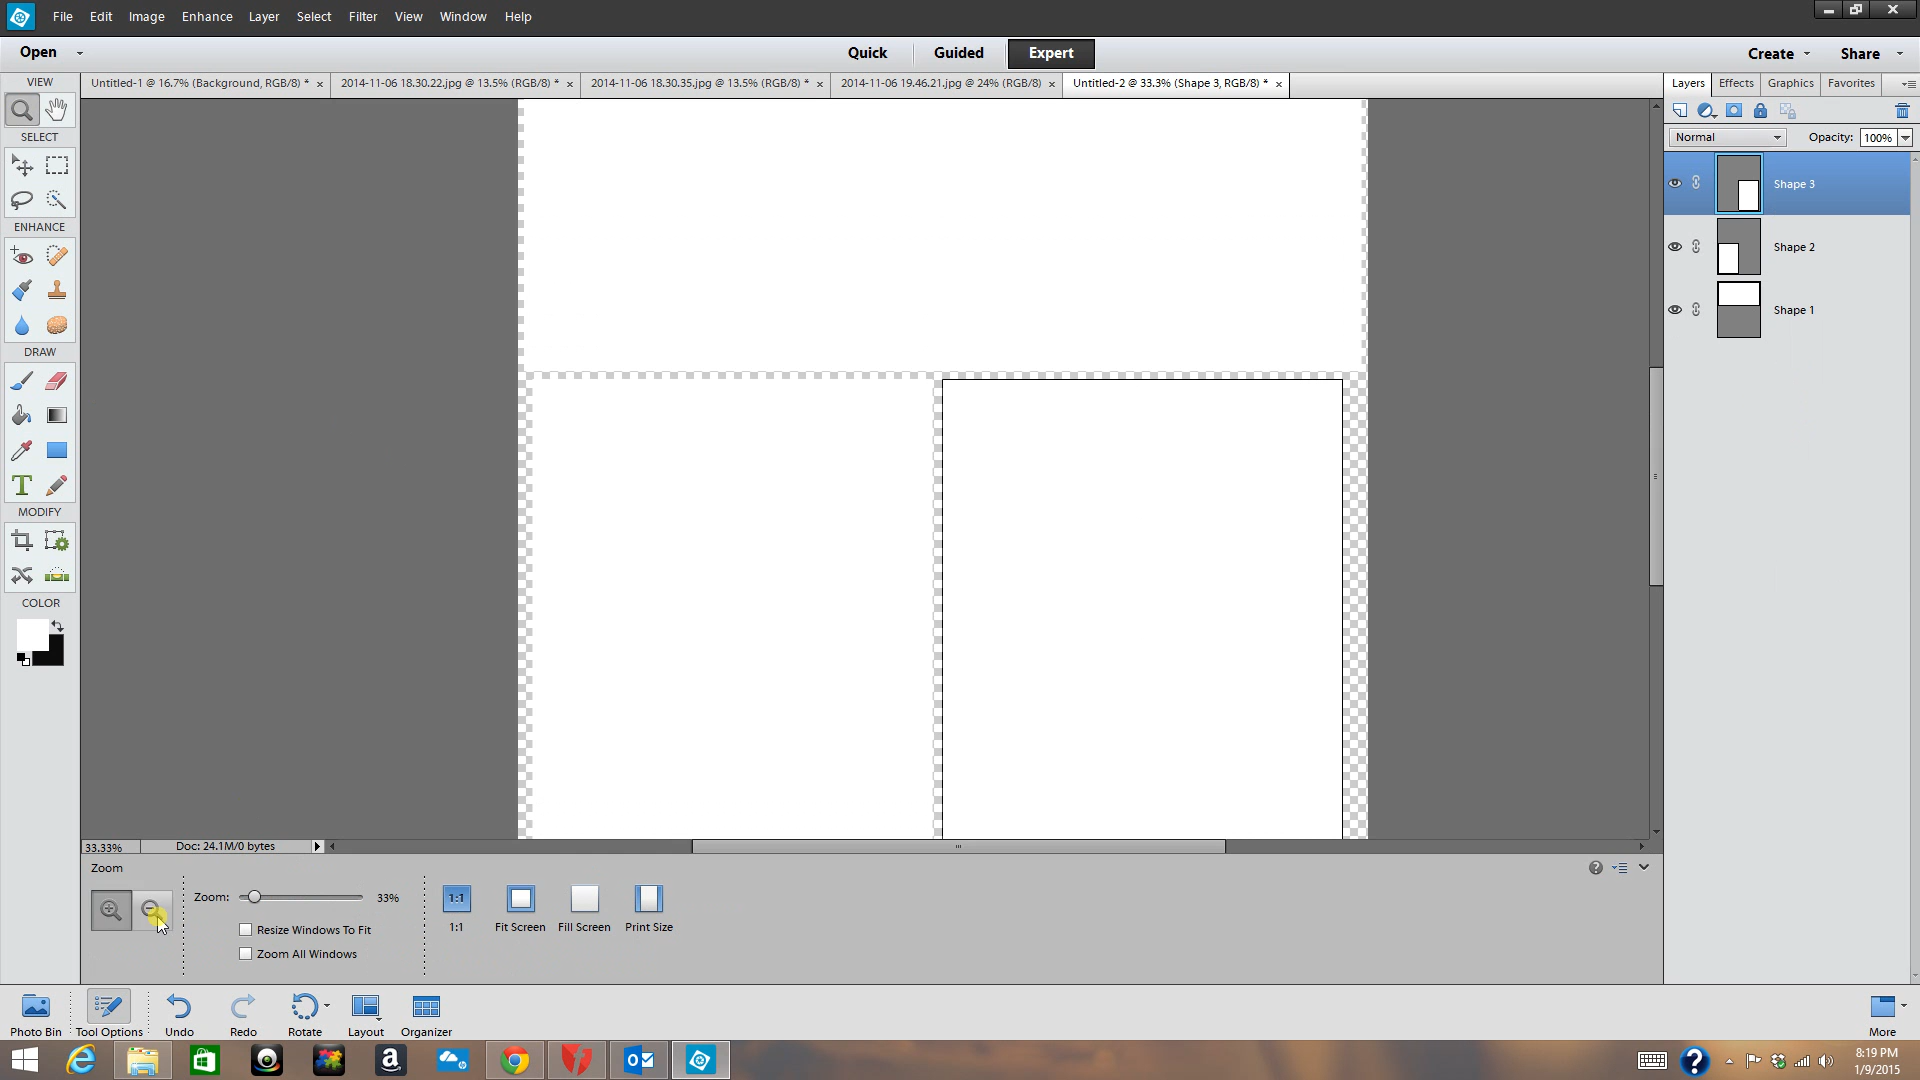 File Edit Image Enhance Layer Select Filter View Window Help
Open Quick Guided Expert Create Share
VIEW
Untitled-1 @ 16.7% (Background, RGB/8) * × 2014-11-06 18.30.22.jpg @ 13.5% (RGB/8) * × 2014-11-06 18.30.35.jpg @ 13.5% (RGB/8) * × 2014-11-06 19.46.21.jpg @ 24% (RGB/8) × Untitled-2 @ 33.3% (Shape 3, RGB/8) * ×
Layers Effects Graphics Favorites
SELECT
Normal Opacity: 100%
Shape 3
ENHANCE
Shape 2
Shape 1
DRAW
T
MODIFY
COLOR
33.33% Doc: 24.1M/0 bytes
Zoom
Zoom: 33%
1:1
1:1 Fit Screen Fill Screen Print Size
Resize Windows To Fit
Zoom All Windows
Photo Bin Tool Options Undo Redo Rotate Layout Organizer More
8:19 PM
1/9/2015